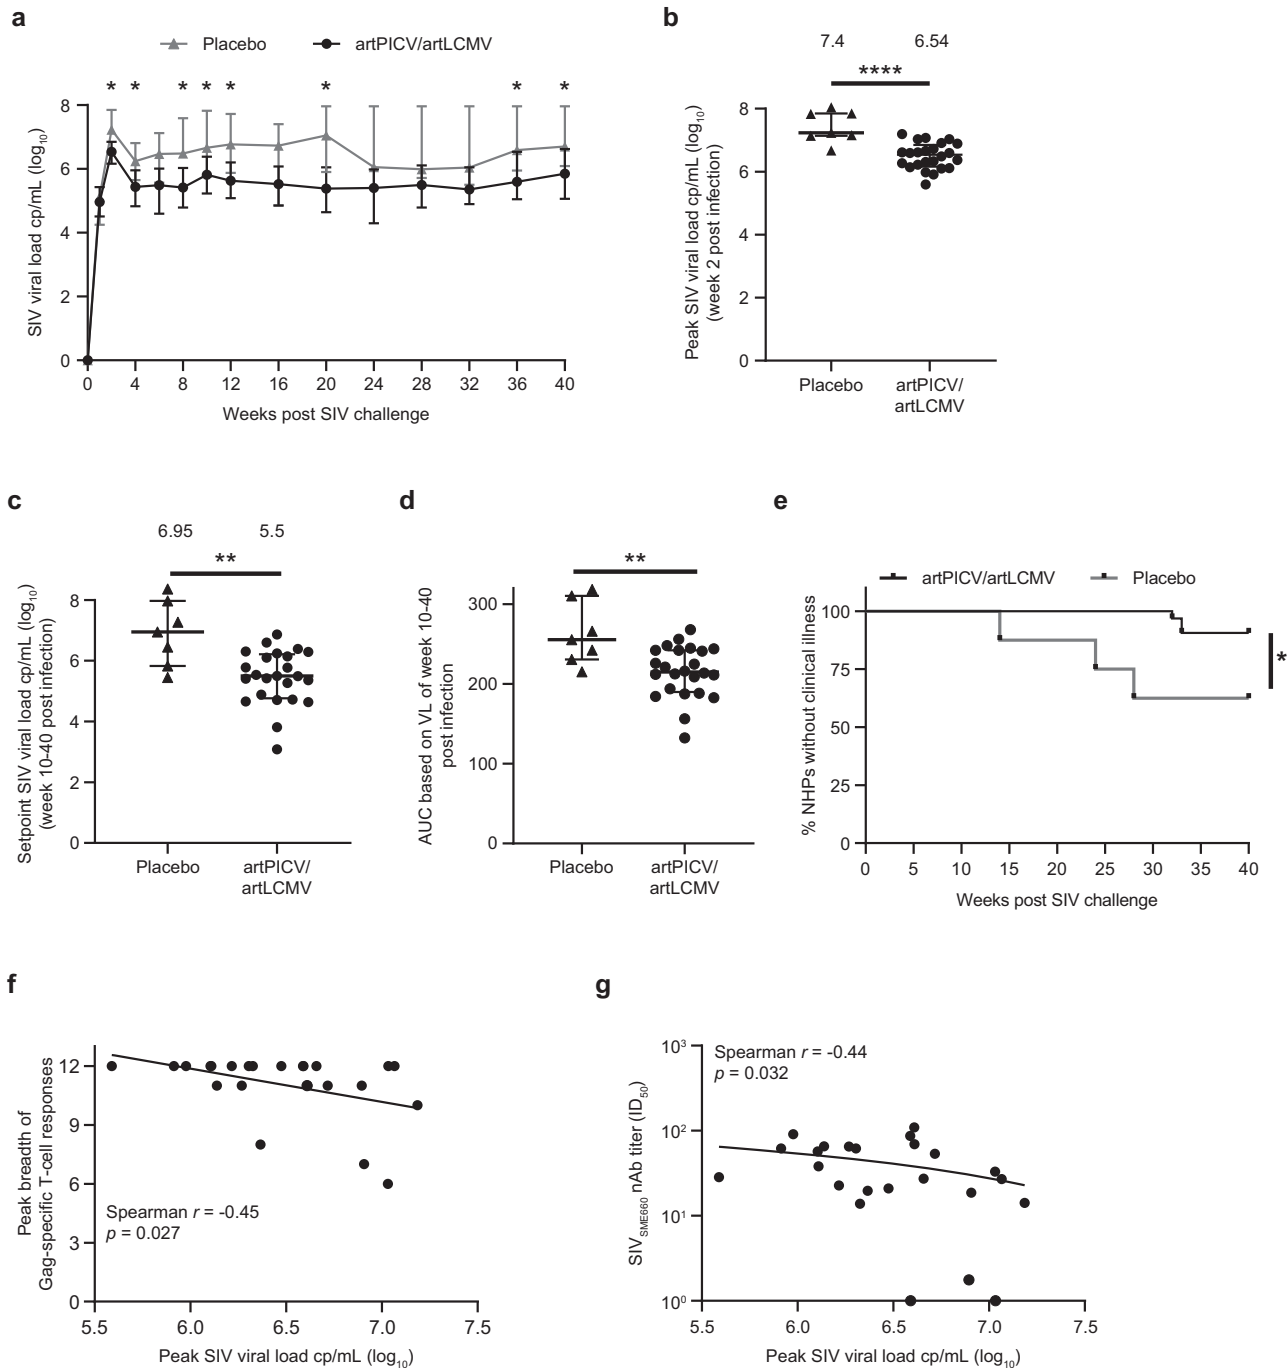 a
Placebo
artPICV/artLCMV
* * * * * * * *
SIV viral load cp/mL (log10)
8
6
4
2
0
0 4 8 12 16 20 24 28 32 36 40
Weeks post SIV challenge
b
7.4 6.54
****
Peak SIV viral load cp/mL (log10)
(week 2 post infection)
8
6
4
2
0
Placebo
artPICV/
artLCMV
c
6.95 5.5
**
Setpoint SIV viral load cp/mL (log10)
(week 10-40 post infection)
8
6
4
2
0
Placebo
artPICV/
artLCMV
d
**
AUC based on VL of week 10-40
post infection
300
200
100
0
Placebo
artPICV/
artLCMV
e
artPICV/artLCMV
Placebo
% NHPs without clinical illness
100
75
50
25
0
*
0 5 10 15 20 25 30 35 40
Weeks post SIV challenge
f
Peak breadth of
Gag-specific T-cell responses
12
9
6
3
0
Spearman r = -0.45
p = 0.027
5.5 6.0 6.5 7.0 7.5
Peak SIV viral load cp/mL (log10)
g
SIVSME660 nAb titer (ID50)
10³
10²
10¹
10⁰
Spearman r = -0.44
p = 0.032
5.5 6.0 6.5 7.0 7.5
Peak SIV viral load cp/mL (log10)